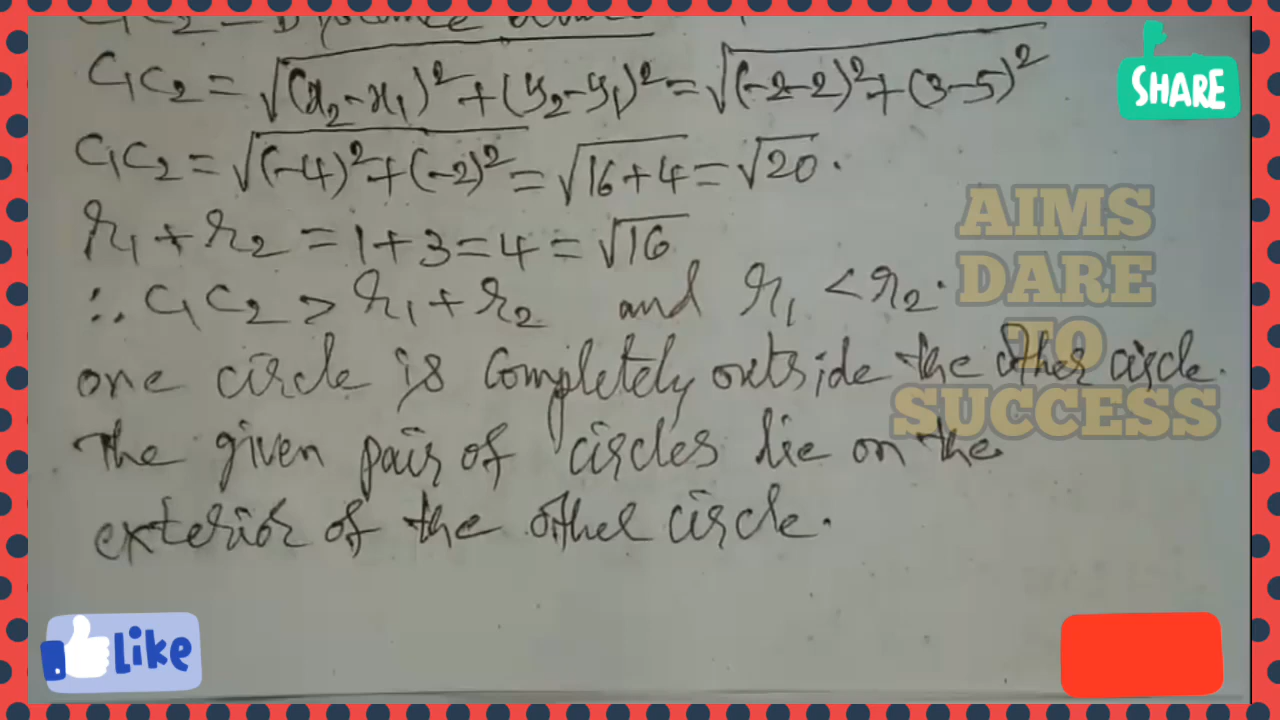 C₁C₂ = √(x₂-x₁)²+(y₂-y₁)² = √(-2-2)²+(3-5)²
C₁C₂ = √(-4)²+(-2)² = √16+4 = √20.
r₁ + r₂ = 1+3=4 = √16
∴ C₁C₂ > r₁+r₂ and r₁ < r₂.
one circle is completely outside the other circle.
The given pair of circles lie on the
exterior of the other circle.
SHARE
AIMS
DARE
TO
SUCCESS
Like